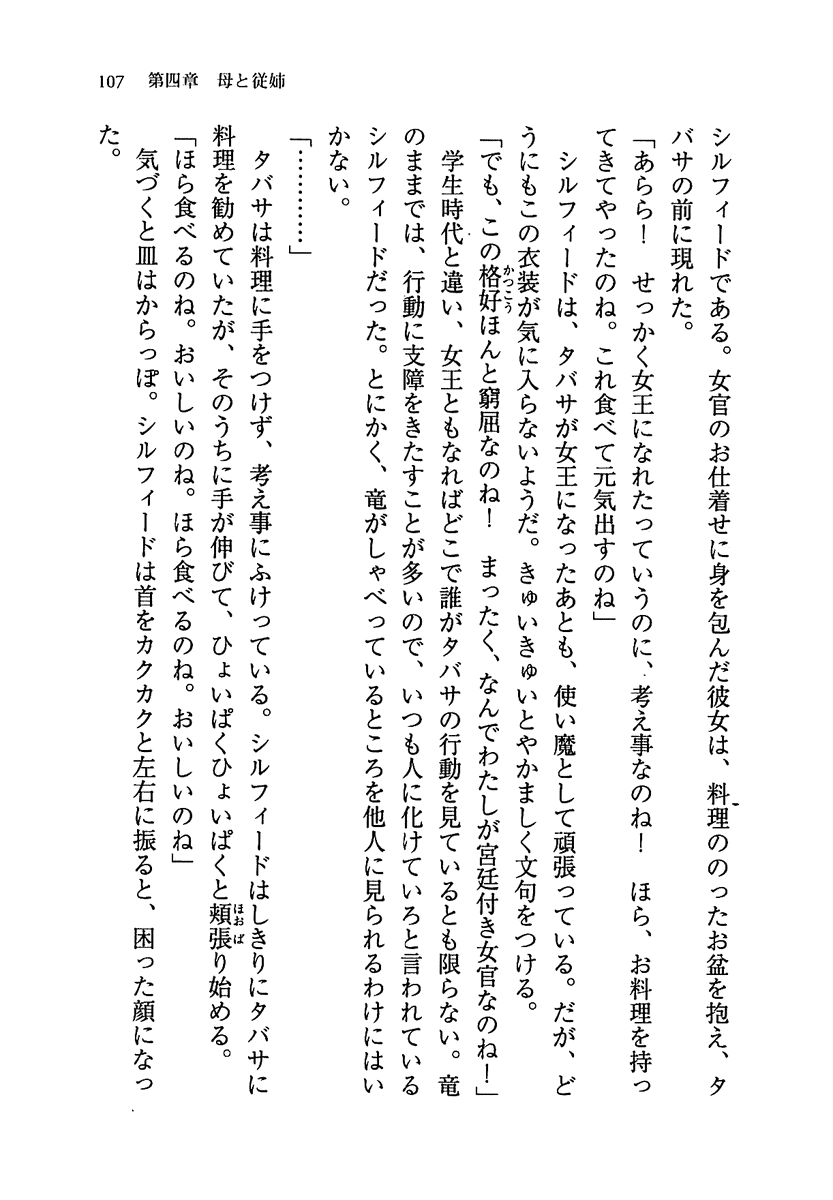 107　第四章　母と従姉
シルフィードである。女官のお仕着せに身を包んだ彼女は、料理ののったお盆を抱え、タ
バサの前に現れた。
「あらら！　せっかく女王になれたっていうのに、考え事なのね！　ほら、お料理を持っ
てきてやったのね。これ食べて元気出すのね」
　シルフィードは、タバサが女王になったあとも、使い魔として頑張っている。だが、ど
うにもこの衣装が気に入らないようだ。きゅいきゅいとやかましく文句をつける。
「でも、この格好ほんと窮屈なのね！　まったく、なんでわたしが宮廷付き女官なのね！」
　学生時代と違い、女王ともなればどこで誰がタバサの行動を見ているとも限らない。竜
のままでは、行動に支障をきたすことが多いので、いつも人に化けていろと言われている
シルフィードだった。とにかく、竜がしゃべっているところを他人に見られるわけにはい
かない。
「…………」
　タバサは料理に手をつけず、考え事にふけっている。シルフィードはしきりにタバサに
料理を勧めていたが、そのうちに手が伸びて、ひょいぱくひょいぱくと頬張り始める。
「ほら食べるのね。おいしいのね。ほら食べるのね。おいしいのね」
　気づくと皿はからっぽ。シルフィードは首をカクカクと左右に振ると、困った顔になっ
た。